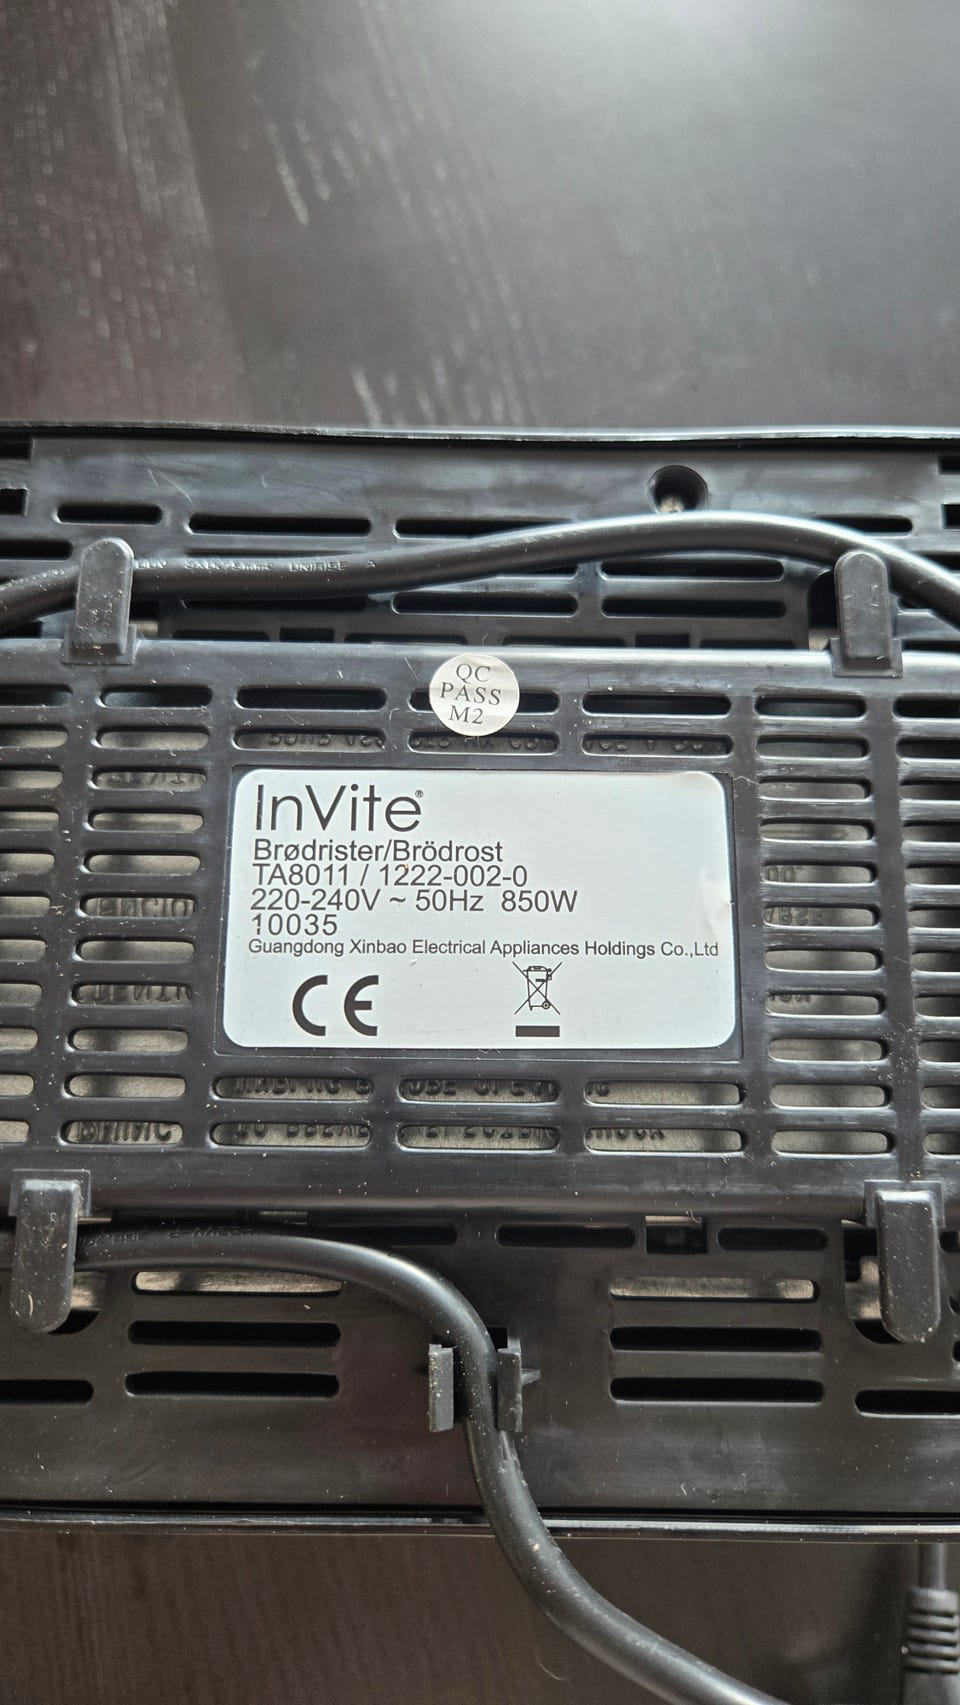 UNIRISE
QC
PASS
M2
InVite®
Brødrister/Brödrost
TA8011 / 1222-002-0
220-240V ~ 50Hz 850W
10035
Guangdong Xinbao Electrical Appliances Holdings Co.,Ltd
CE